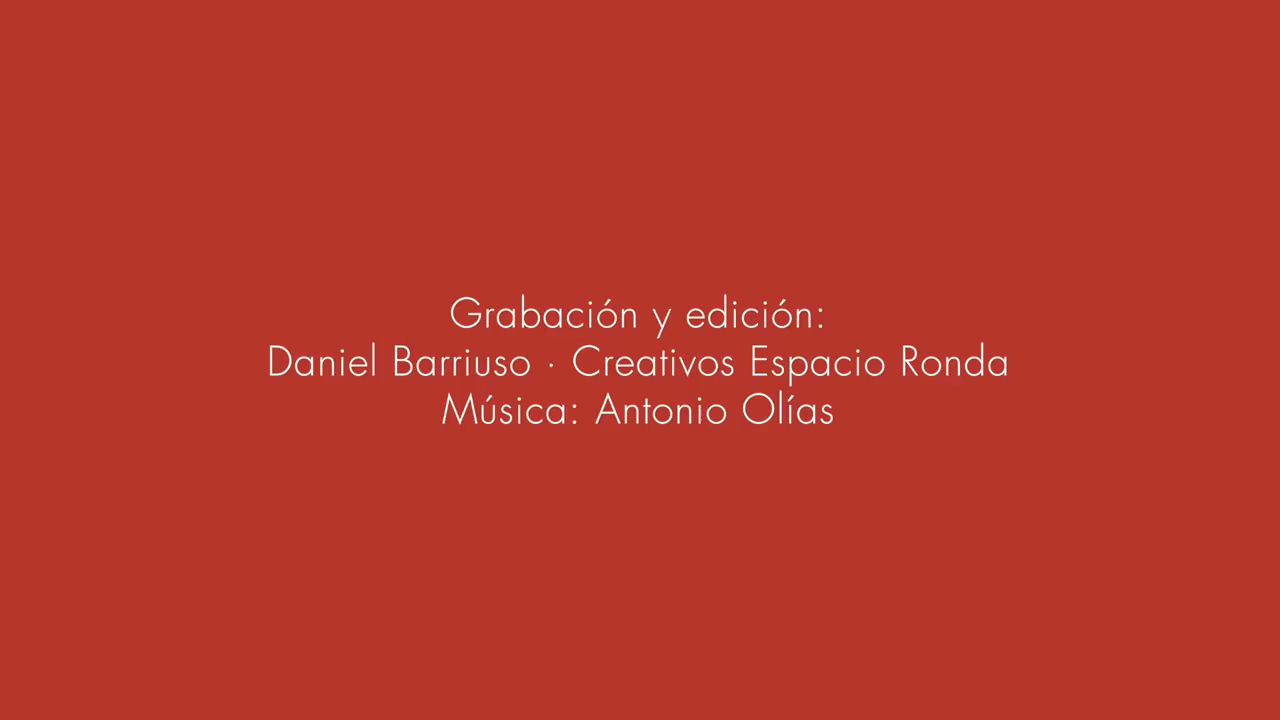 Grabación y edición:
Daniel Barriuso · Creativos Espacio Ronda
Música: Antonio Olías